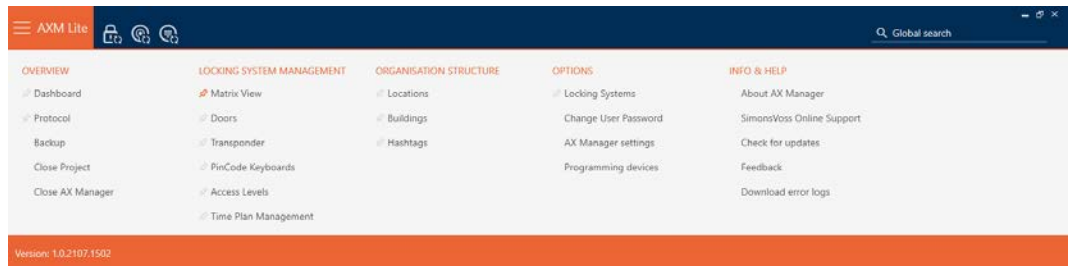 AXM Lite
Global search
OVERVIEW
Dashboard
Protocol
Backup
Close Project
Close AX Manager
LOCKING SYSTEM MANAGEMENT
Matrix View
Doors
Transponder
PinCode Keyboards
Access Levels
Time Plan Management
ORGANISATION STRUCTURE
Locations
Buildings
Hashtags
OPTIONS
Locking Systems
Change User Password
AX Manager settings
Programming devices
INFO & HELP
About AX Manager
SimonsVoss Online Support
Check for updates
Feedback
Download error logs
Version: 1.0.2107.1502